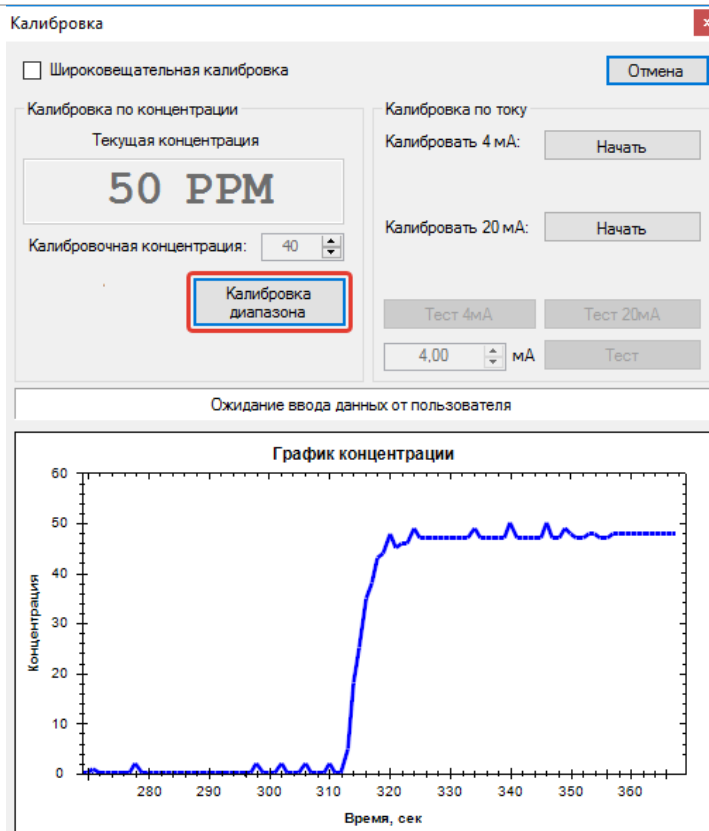 Калибровка
Широковещательная калибровка
Отмена
Калибровка по концентрации
Текущая концентрация
50 PPM
Калибровочная концентрация: 40
Калибровка
диапазона
Калибровка по току
Калибровать 4 мА: Начать
Калибровать 20 мА: Начать
Тест 4мА Тест 20мА
4,00 мА Тест
Ожидание ввода данных от пользователя
График концентрации
Концентрация
60
50
40
30
20
10
0
280 290 300 310 320 330 340 350 360
Время, сек